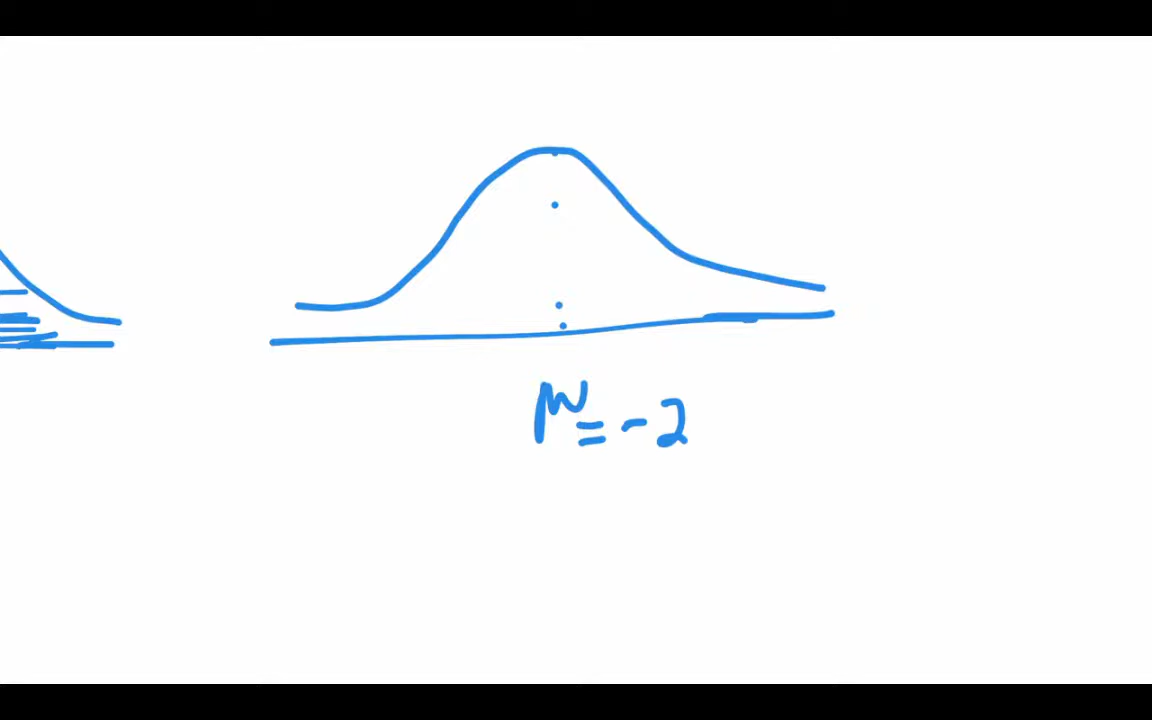 μ = -2